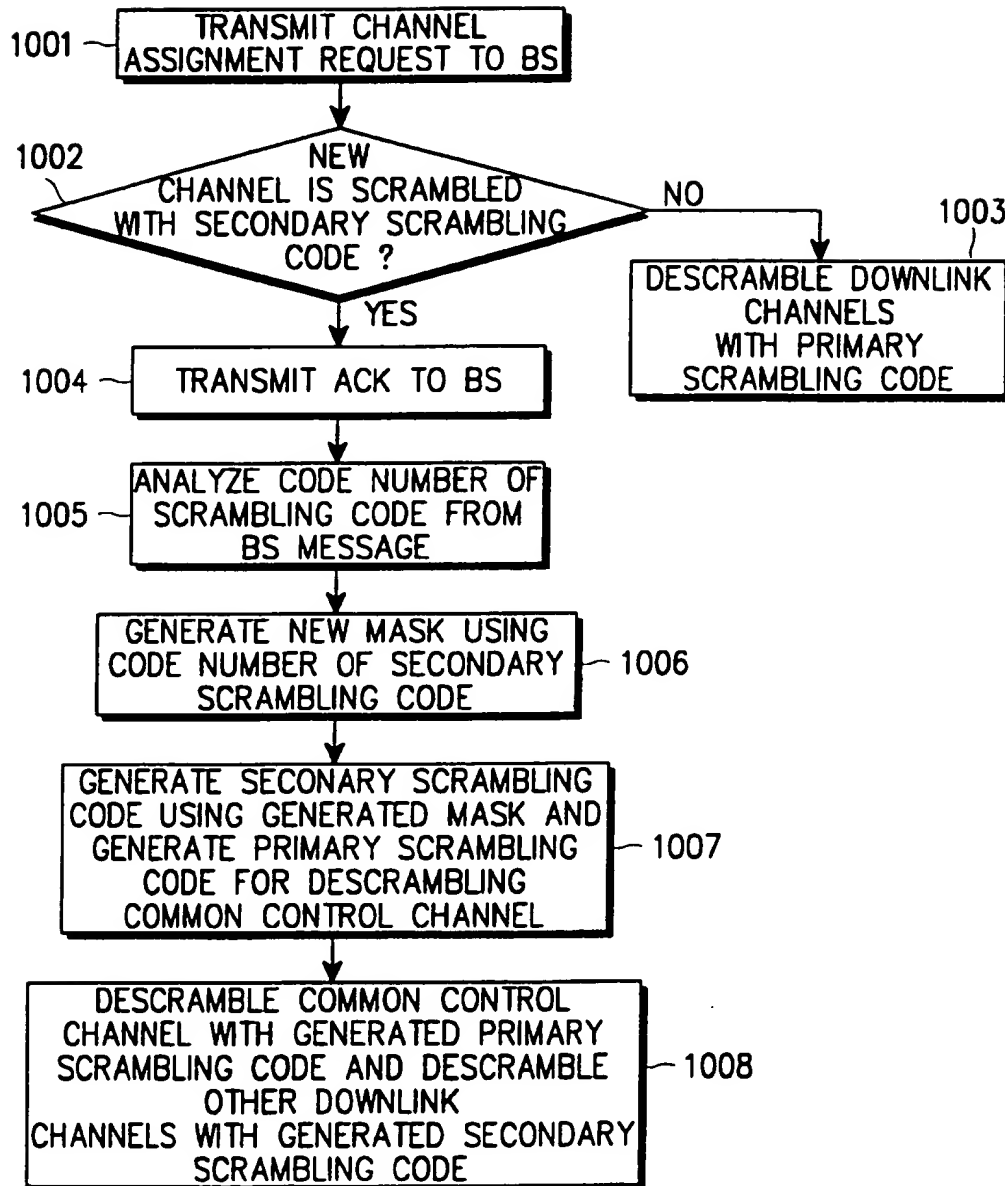 1001
TRANSMIT CHANNEL
ASSIGNMENT REQUEST TO BS
1002
NEW
CHANNEL IS SCRAMBLED
WITH SECONDARY SCRAMBLING
CODE ?
NO
1003
DESCRAMBLE DOWNLINK
CHANNELS
WITH PRIMARY
SCRAMBLING CODE
YES
1004
TRANSMIT ACK TO BS
1005
ANALYZE CODE NUMBER OF
SCRAMBLING CODE FROM
BS MESSAGE
GENERATE NEW MASK USING
CODE NUMBER OF SECONDARY
SCRAMBLING CODE
1006
GENERATE SECONARY SCRAMBLING
CODE USING GENERATED MASK AND
GENERATE PRIMARY SCRAMBLING
CODE FOR DESCRAMBLING
COMMON CONTROL CHANNEL
1007
DESCRAMBLE COMMON CONTROL
CHANNEL WITH GENERATED PRIMARY
SCRAMBLING CODE AND DESCRAMBLE
OTHER DOWNLINK
CHANNELS WITH GENERATED SECONDARY
SCRAMBLING CODE
1008